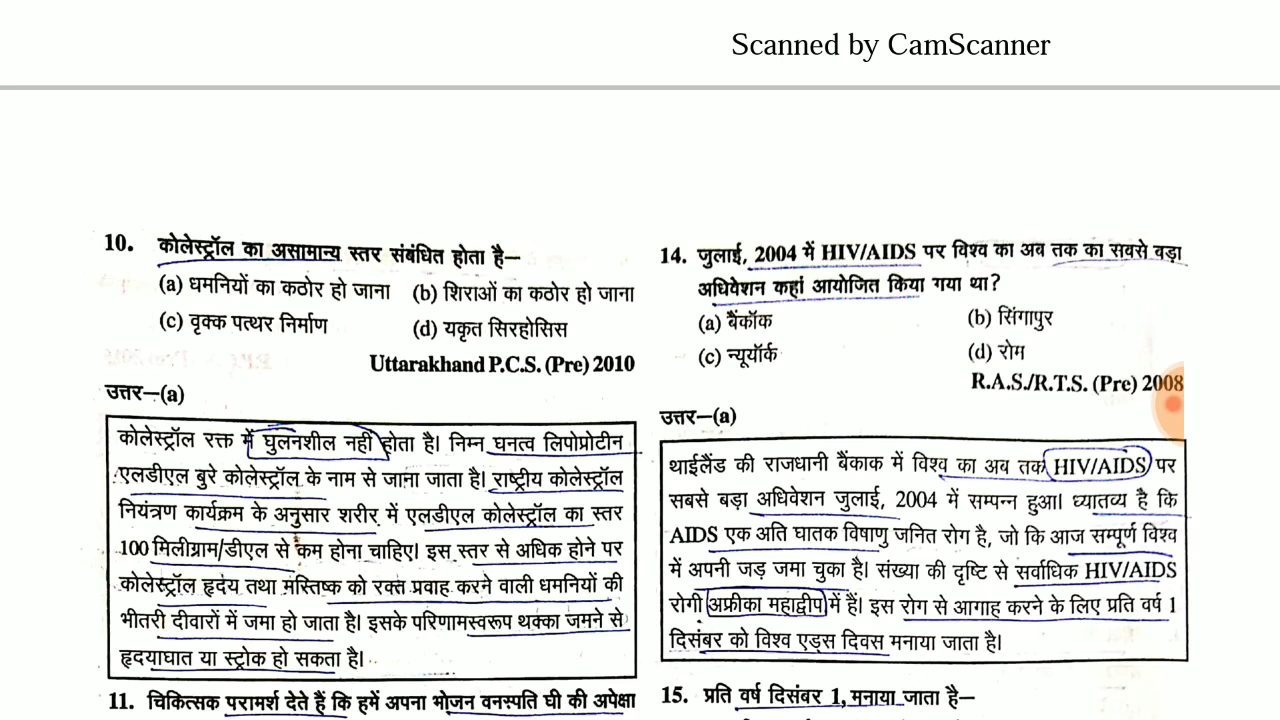 Scanned by CamScanner
10. कोलेस्ट्रॉल का असामान्य स्तर संबंधित होता है–
(a) धमनियों का कठोर हो जाना (b) शिराओं का कठोर हो जाना
(c) वृक्क पत्थर निर्माण (d) यकृत सिरहोसिस
Uttarakhand P.C.S. (Pre) 2010
उत्तर–(a)
कोलेस्ट्रॉल रक्त में घुलनशील नहीं होता है। निम्न घनत्व लिपोप्रोटीन
एलडीएल बुरे कोलेस्ट्रॉल के नाम से जाना जाता है। राष्ट्रीय कोलेस्ट्रॉल
नियंत्रण कार्यक्रम के अनुसार शरीर में एलडीएल कोलेस्ट्रॉल का स्तर
100 मिलीग्राम/डीएल से कम होना चाहिए। इस स्तर से अधिक होने पर
कोलेस्ट्रॉल हृदय तथा मस्तिष्क को रक्त प्रवाह करने वाली धमनियों की
भीतरी दीवारों में जमा हो जाता है। इसके परिणामस्वरूप थक्का जमने से
हृदयाघात या स्ट्रोक हो सकता है।
11. चिकित्सक परामर्श देते हैं कि हमें अपना भोजन वनस्पति घी की अपेक्षा
14. जुलाई, 2004 में HIV/AIDS पर विश्व का अब तक का सबसे बड़ा
अधिवेशन कहां आयोजित किया गया था?
(a) बैंकॉक (b) सिंगापुर
(c) न्यूयॉर्क (d) रोम
R.A.S./R.T.S. (Pre) 2008
उत्तर–(a)
थाईलैंड की राजधानी बैंकाक में विश्व का अब तक HIV/AIDS पर
सबसे बड़ा अधिवेशन जुलाई, 2004 में सम्पन्न हुआ। ध्यातव्य है कि
AIDS एक अति घातक विषाणु जनित रोग है, जो कि आज सम्पूर्ण विश्व
में अपनी जड़ जमा चुका है। संख्या की दृष्टि से सर्वाधिक HIV/AIDS
रोगी अफ्रीका महाद्वीप में हैं। इस रोग से आगाह करने के लिए प्रति वर्ष 1
दिसंबर को विश्व एड्स दिवस मनाया जाता है।
15. प्रति वर्ष दिसंबर 1, मनाया जाता है–